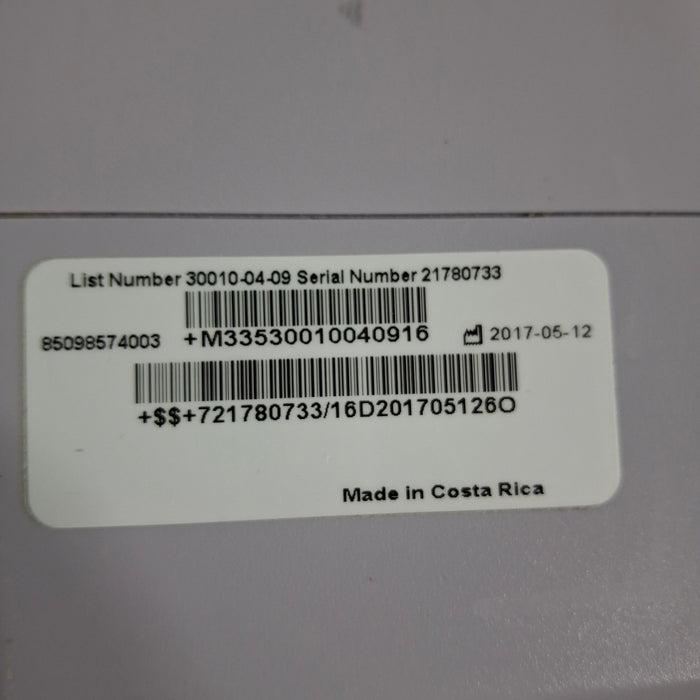 List Number 30010-04-09 Serial Number 21780733
85098574003 +M33530010040916 2017-05-12
+$$+721780733/16D201705126O
Made in Costa Rica